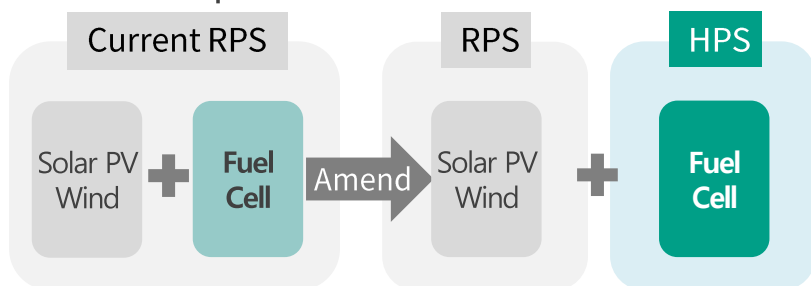 Current RPS
RPS
HPS
Solar PV
Wind
Fuel
Cell
Amend
Solar PV
Wind
Fuel
Cell